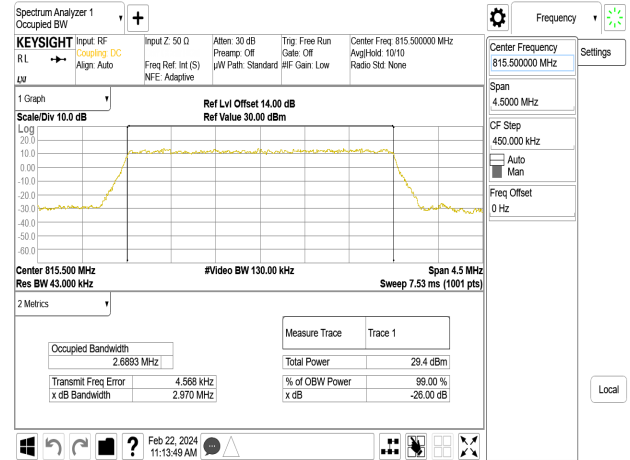 Spectrum Analyzer 1
Occupied BW
Frequency
KEYSIGHT
Input: RF
Coupling: DC
Align: Auto
RL
LXI
Input Z: 50 Ω
Freq Ref: Int (S)
NFE: Adaptive
Atten: 30 dB
Preamp: Off
µW Path: Standard
Trig: Free Run
Gate: Off
#IF Gain: Low
Center Freq: 815.500000 MHz
Avg|Hold: 10/10
Radio Std: None
Center Frequency
815.500000 MHz
Settings
Span
4.5000 MHz
CF Step
450.000 kHz
Auto
Man
Freq Offset
0 Hz
Local
1 Graph
Ref Lvl Offset 14.00 dB
Scale/Div 10.0 dB
Ref Value 30.00 dBm
Log
20.0
10.0
0.00
-10.0
-20.0
-30.0
-40.0
-50.0
-60.0
Center 815.500 MHz
#Video BW 130.00 kHz
Span 4.5 MHz
Res BW 43.000 kHz
Sweep 7.53 ms (1001 pts)
2 Metrics
Measure Trace
Trace 1
Occupied Bandwidth
2.6893 MHz
Total Power
29.4 dBm
Transmit Freq Error
4.568 kHz
% of OBW Power
99.00 %
x dB Bandwidth
2.970 MHz
x dB
-26.00 dB
Feb 22, 2024
11:13:49 AM